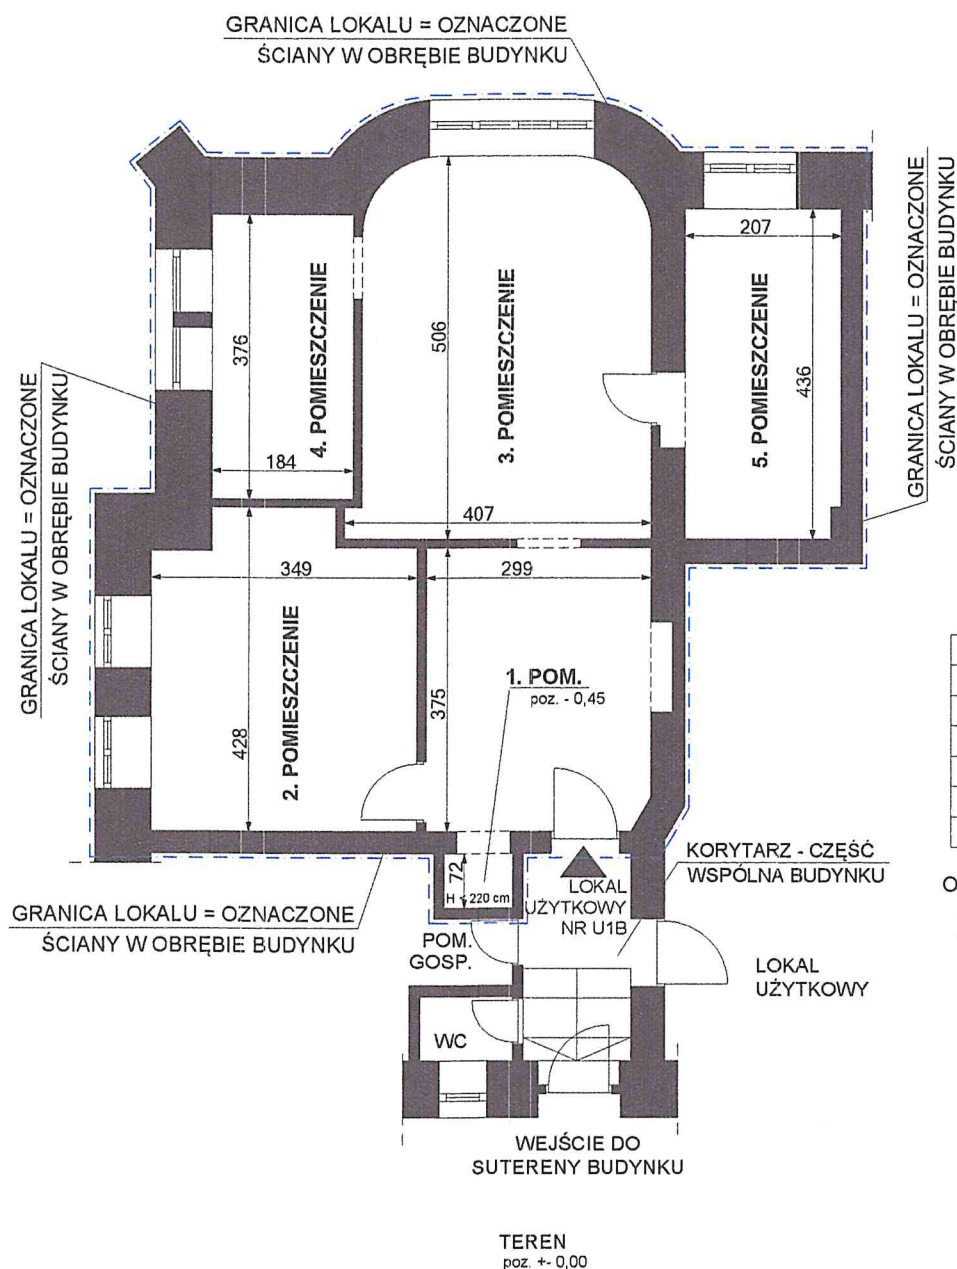 GRANICA LOKALU = OZNACZONE
ŚCIANY W OBRĘBIE BUDYNKU
GRANICA LOKALU = OZNACZONE
ŚCIANY W OBRĘBIE BUDYNKU
207
376
4. POMIESZCZENIE
506
3. POMIESZCZENIE
5. POMIESZCZENIE
436
GRANICA LOKALU = OZNACZONE
ŚCIANY W OBRĘBIE BUDYNKU
184
407
349
299
428
2. POMIESZCZENIE
375
1. POM.
poz. - 0,45
KORYTARZ - CZĘŚĆ
WSPÓLNA BUDYNKU
72
H < 220 cm
LOKAL
UŻYTKOWY
NR U1B
GRANICA LOKALU = OZNACZONE
ŚCIANY W OBRĘBIE BUDYNKU
POM.
GOSP.
LOKAL
UŻYTKOWY
WC
WEJŚCIE DO
SUTERENY BUDYNKU
TEREN
poz. +- 0,00